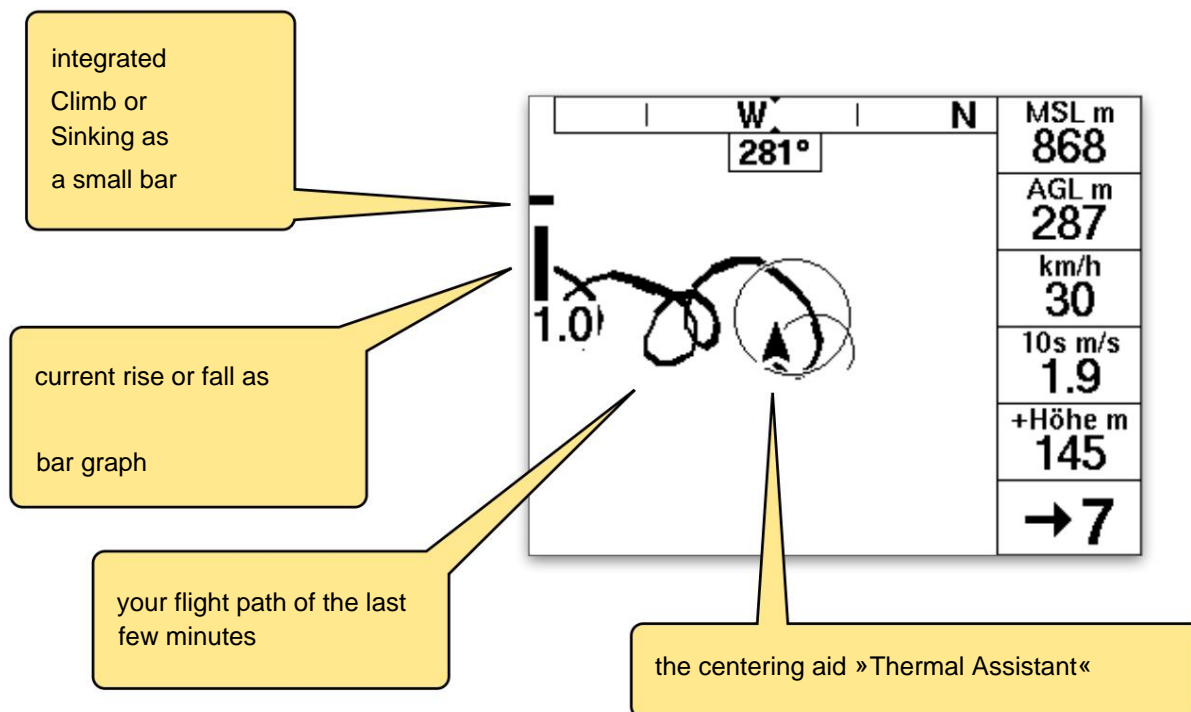 integrated
Climb or
Sinking as
a small bar
W
N
281°
MSL m
868
AGL m
287
km/h
30
10s m/s
1.9
+Höhe m
145
→7
1.0
current rise or fall as
bar graph
your flight path of the last
few minutes
the centering aid »Thermal Assistant«